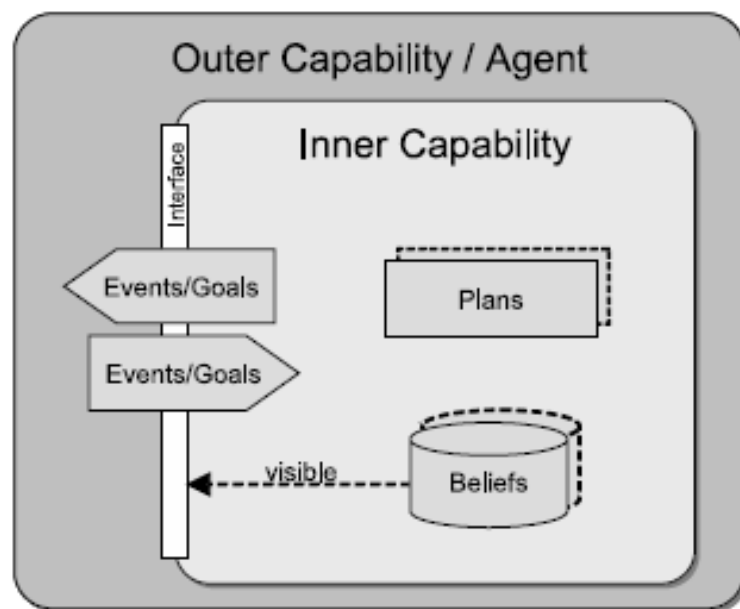 Outer Capability / Agent
Inner Capability
Interface
Events/Goals
Plans
Events/Goals
visible
Beliefs